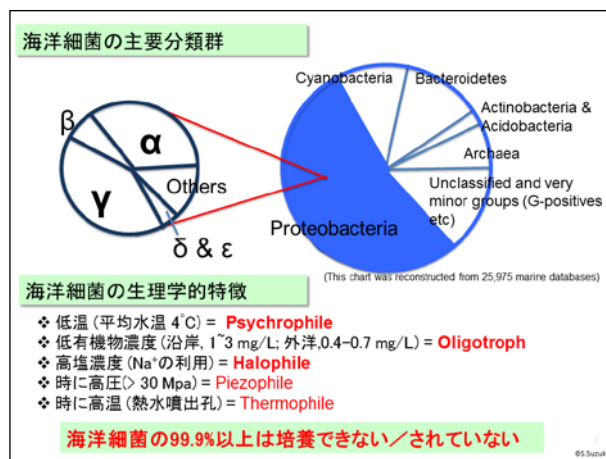 海洋細菌の主要分類群
Cyanobacteria
Bacteroidetes
Actinobacteria &
Acidobacteria
Archaea
Unclassified and very
minor groups (G-positives
etc)
Proteobacteria
β
α
γ
Others
δ & ε
(This chart was reconstructed from 25,975 marine databases)
海洋細菌の生理学的特徴
❖ 低温 (平均水温 4°C) = Psychrophile
❖ 低有機物濃度 (沿岸, 1~3 mg/L; 外洋,0.4–0.7 mg/L) = Oligotroph
❖ 高塩濃度 (Na⁺の利用) = Halophile
❖ 時に高圧(> 30 Mpa) = Piezophile
❖ 時に高温 (熱水噴出孔) = Thermophile
海洋細菌の99.9%以上は培養できない／されていない
©S.Suzuki